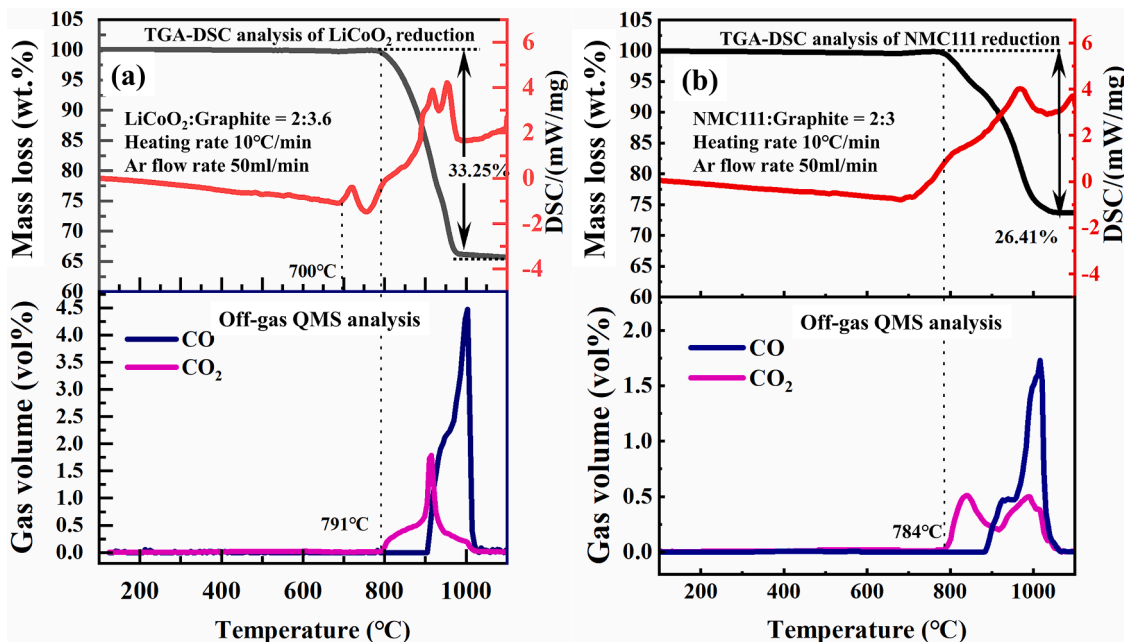 TGA-DSC analysis of LiCoO₂ reduction
(a)
LiCoO₂:Graphite = 2:3.6
Heating rate 10℃/min
Ar flow rate 50ml/min
33.25%
700℃
Mass loss (wt.%)
105
100
95
90
85
80
75
70
65
60
DSC/(mW/mg)
6
4
2
0
-2
-4
Off-gas QMS analysis
CO
CO₂
791℃
Gas volume (vol%)
4.5
4.0
3.5
3.0
2.5
2.0
1.5
1.0
0.5
0.0
200 400 600 800 1000
Temperature (℃)
TGA-DSC analysis of NMC111 reduction
(b)
NMC111:Graphite = 2:3
Heating rate 10℃/min
Ar flow rate 50ml/min
26.41%
Mass loss (wt.%)
105
100
95
90
85
80
75
70
65
60
DSC/(mW/mg)
6
4
2
0
-2
-4
Off-gas QMS analysis
CO
CO₂
784℃
Gas volume (vol%)
2.0
1.5
1.0
0.5
0.0
200 400 600 800 1000
Temperature (℃)